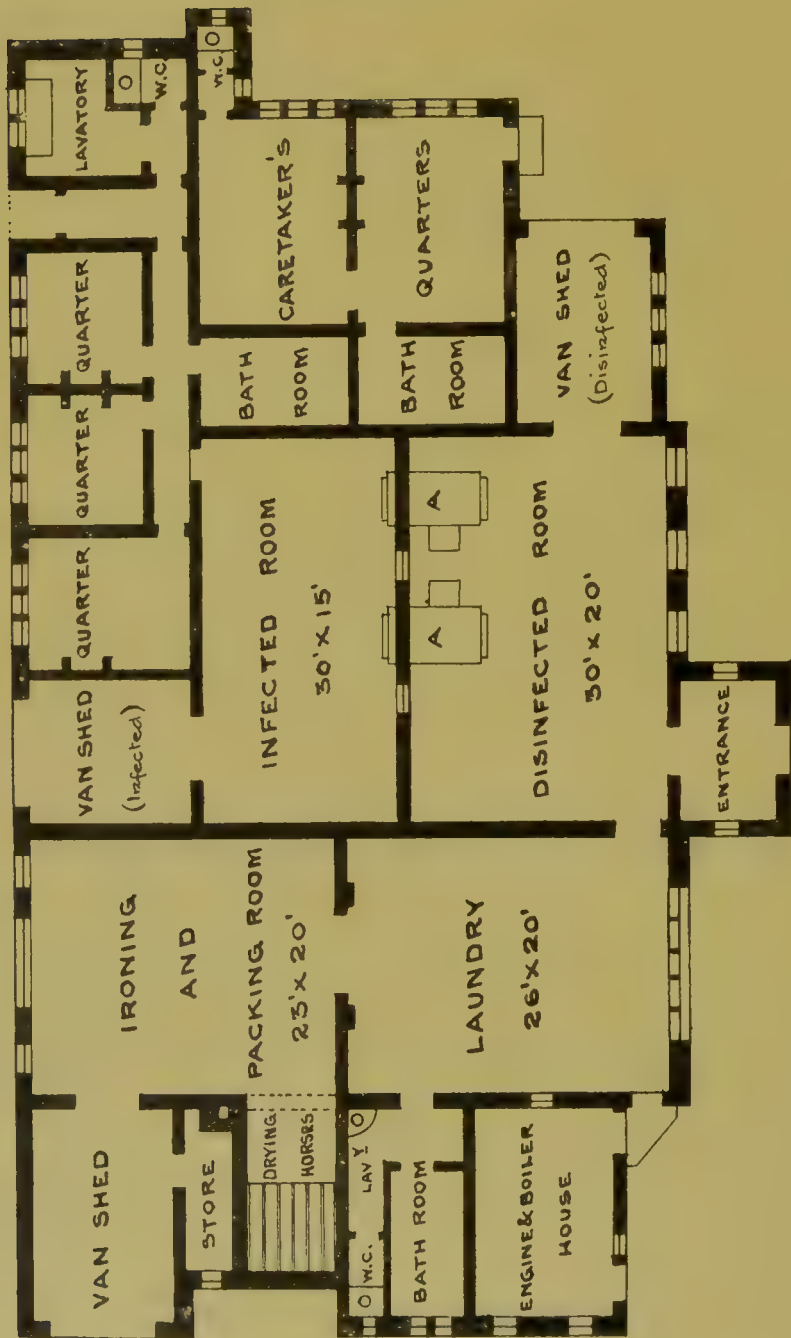 VAN SHED
STORE
DRYING
HORSES
W.C.
LAVY
BATH ROOM
ENGINE & BOILER
HOUSE
IRONING
AND
PACKING ROOM
23' X 20'
LAUNDRY
26' X 20'
VAN SHED
(Infected)
INFECTED ROOM
30' X 15'
A
A
DISINFECTED ROOM
30' X 20'
ENTRANCE
QUARTER
QUARTER
QUARTER
BATH
ROOM
BATH
ROOM
CARETAKER'S
QUARTERS
VAN SHED
(Disinfected)
LAVATORY
W.C.
W.C.